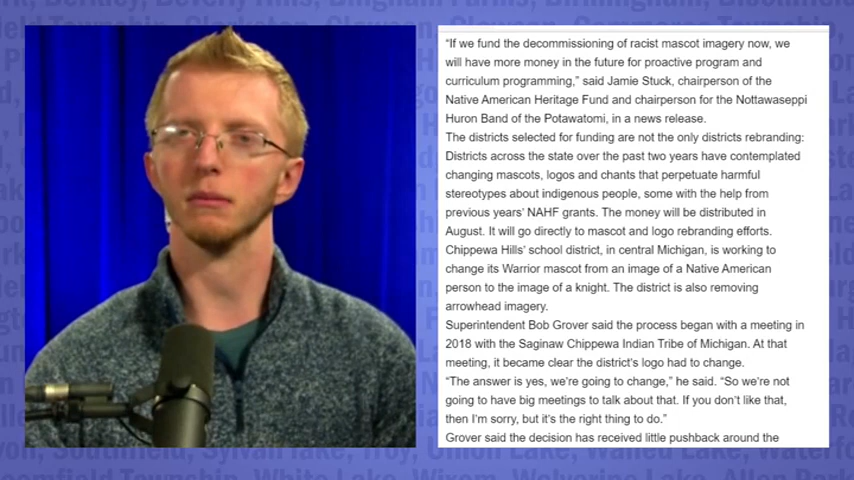 “If we fund the decommissioning of racist mascot imagery now, we
will have more money in the future for proactive program and
curriculum programming,” said Jamie Stuck, chairperson of the
Native American Heritage Fund and chairperson for the Nottawaseppi
Huron Band of the Potawatomi, in a news release.
The districts selected for funding are not the only districts rebranding:
Districts across the state over the past two years have contemplated
changing mascots, logos and chants that perpetuate harmful
stereotypes about indigenous people, some with the help from
previous years’ NAHF grants. The money will be distributed in
August. It will go directly to mascot and logo rebranding efforts.
Chippewa Hills’ school district, in central Michigan, is working to
change its Warrior mascot from an image of a Native American
person to the image of a knight. The district is also removing
arrowhead imagery.
Superintendent Bob Grover said the process began with a meeting in
2018 with the Saginaw Chippewa Indian Tribe of Michigan. At that
meeting, it became clear the district’s logo had to change.
“The answer is yes, we’re going to change,” he said. “So we’re not
going to have big meetings to talk about that. If you don’t like that,
then I’m sorry, but it’s the right thing to do.”
Grover said the decision has received little pushback around the